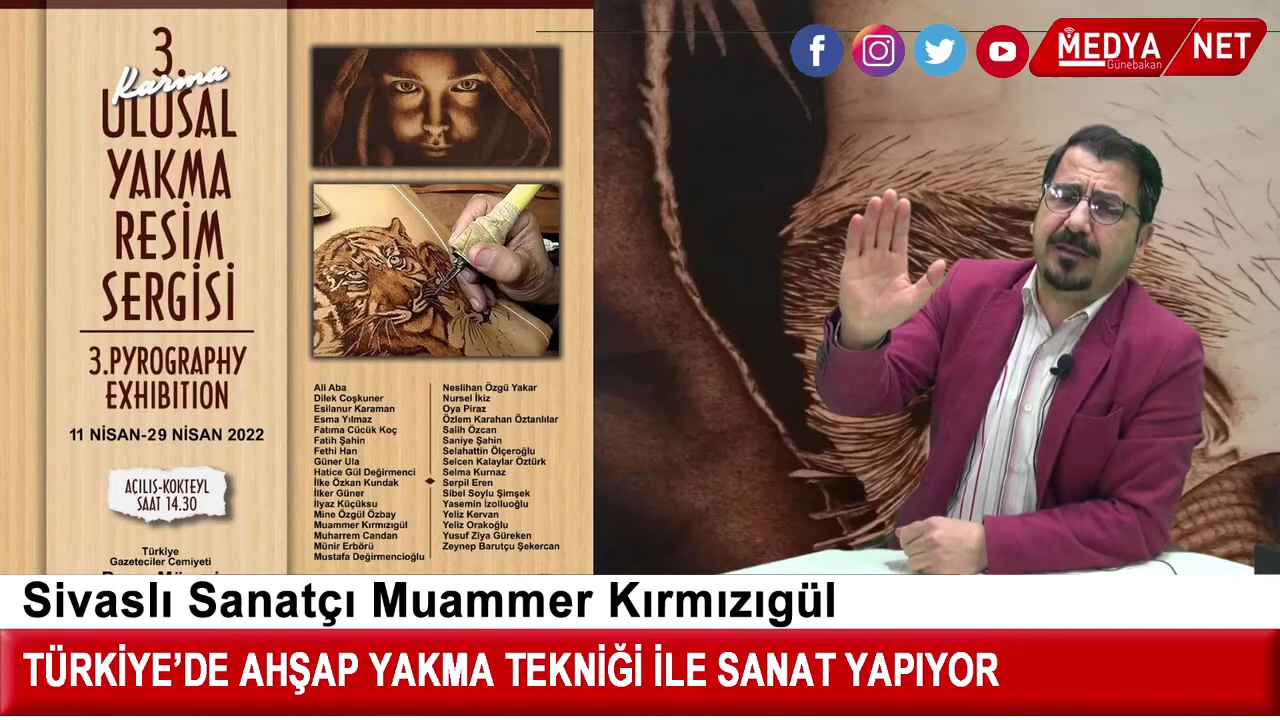 3.
Karma
ULUSAL
YAKMA
RESİM
SERGİSİ
3.PYROGRAPHY
EXHIBITION
11 NİSAN-29 NİSAN 2022
AÇILIS-KOKTEYL
SAAT 14.30
Türkiye
Gazeteciler Cemiyeti
Ali Aba
Dilek Coşkuner
Esilanur Karaman
Esma Yılmaz
Fatıma Cücük Koç
Fatih Şahin
Fethi Han
Güner Ula
Hatice Gül Değirmenci
İlke Özkan Kundak
İlker Güner
İlyaz Küçüksu
Mine Özgül Özbay
Muammer Kırmızıgül
Muharrem Candan
Münir Erbörü
Mustafa Değirmencioğlu
Neslihan Özgü Yakar
Nursel İkiz
Oya Piraz
Özlem Karahan Öztanlılar
Salih Özcan
Saniye Şahin
Selahattin Ölçeroğlu
Selcen Kalaylar Öztürk
Selma Kurnaz
Serpil Eren
Sibel Soylu Şimşek
Yasemin İzolluoğlu
Yeliz Kervan
Yeliz Orakoğlu
Yusuf Ziya Güreken
Zeynep Barutçu Şekercan
MEDYA NET
Günebakan
Sivaslı Sanatçı Muammer Kırmızıgül
TÜRKİYE’DE AHŞAP YAKMA TEKNİĞİ İLE SANAT YAPIYOR